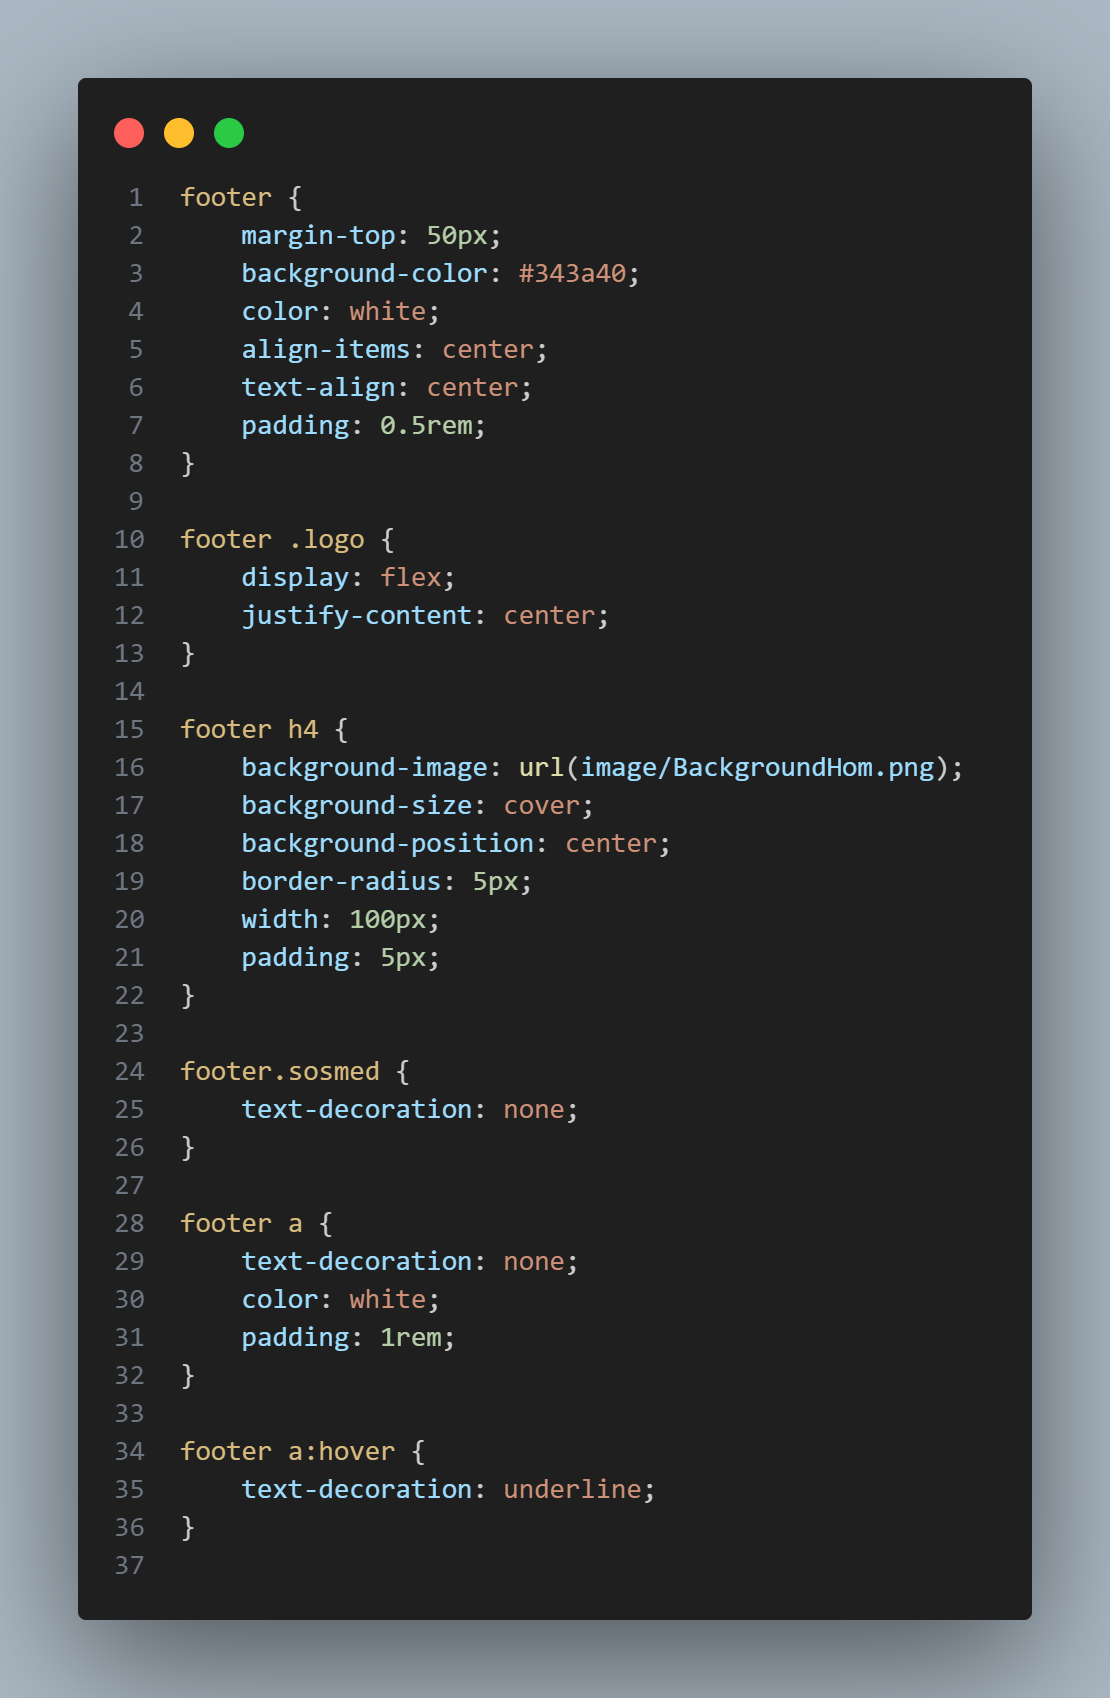 1 footer {
2     margin-top: 50px;
3     background-color: #343a40;
4     color: white;
5     align-items: center;
6     text-align: center;
7     padding: 0.5rem;
8 }
9
10 footer .logo {
11     display: flex;
12     justify-content: center;
13 }
14
15 footer h4 {
16     background-image: url(image/BackgroundHom.png);
17     background-size: cover;
18     background-position: center;
19     border-radius: 5px;
20     width: 100px;
21     padding: 5px;
22 }
23
24 footer.sosmed {
25     text-decoration: none;
26 }
27
28 footer a {
29     text-decoration: none;
30     color: white;
31     padding: 1rem;
32 }
33
34 footer a:hover {
35     text-decoration: underline;
36 }
37